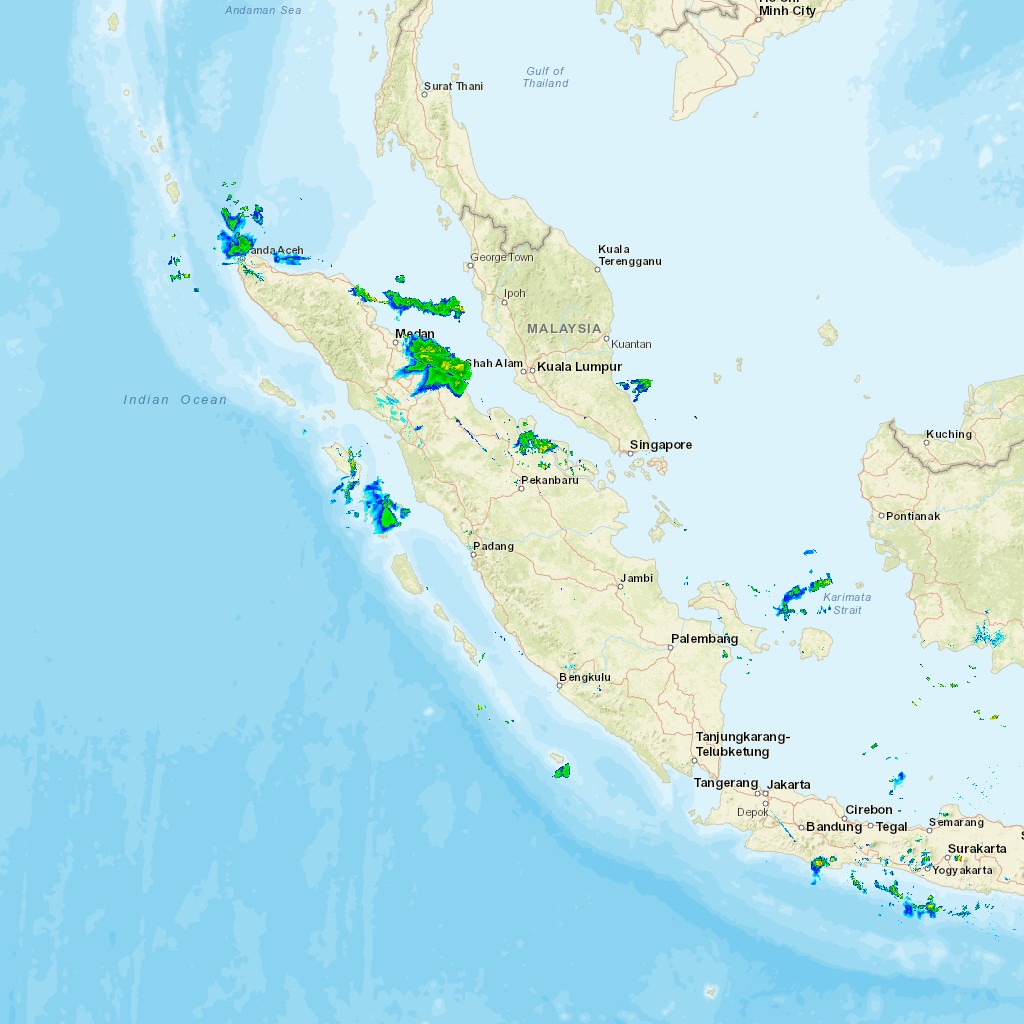 Andaman Sea
Minh City
Gulf of
Thailand
Surat Thani
Kuala
Terengganu
anda Aceh
George Town
Ipoh
MALAYSIA
Medan
Kuantan
Shah Alam
Kuala Lumpur
Indian Ocean
Kuching
Singapore
Pekanbaru
Pontianak
Padang
Jambi
Karimata
Strait
Palembang
Bengkulu
Tanjungkarang-
Telubketung
Tangerang
Jakarta
Depok
Cirebon
Bandung
Tegal
Semarang
Surakarta
Yogyakarta